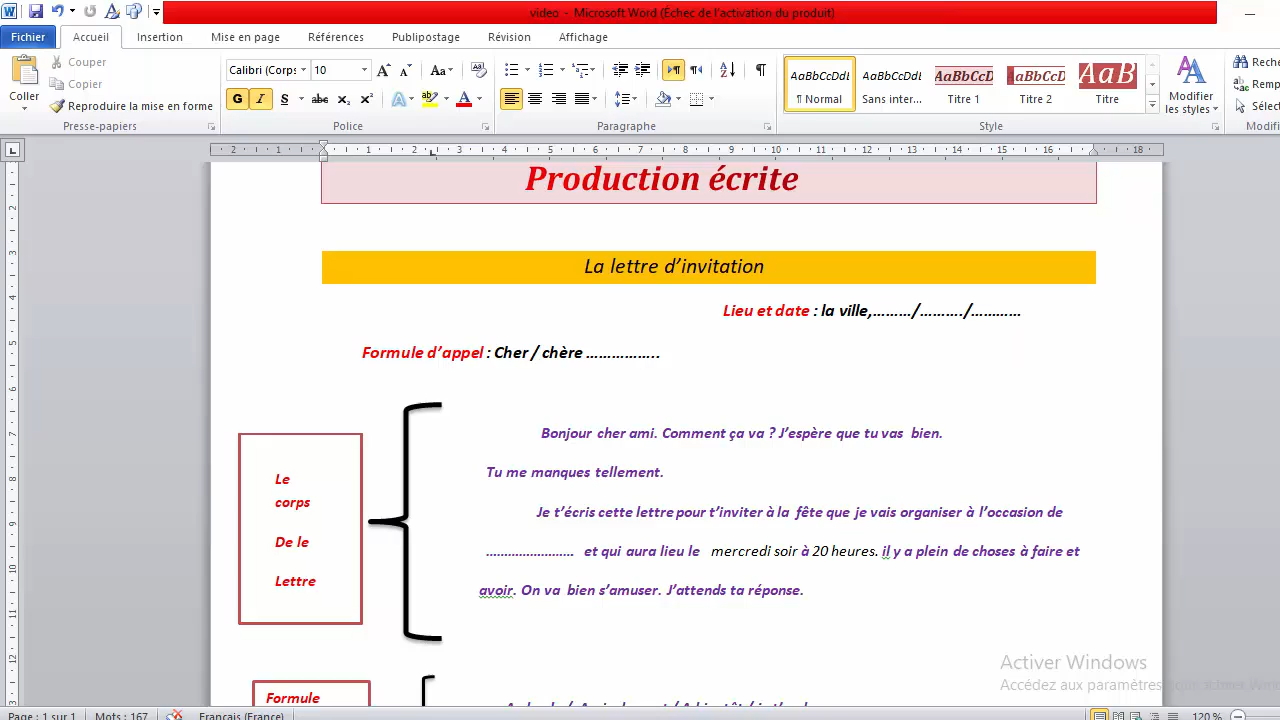 video - Microsoft Word (Échec de l'activation du produit)
Fichier Accueil Insertion Mise en page Références Publipostage Révision Affichage
Coller
Couper
Copier
Reproduire la mise en forme
Presse-papiers
Calibri (Corps 10
Police
Paragraphe
AaBbCcDdE AaBbCcDdE AaBbCcD AaBbCcD AaB
¶ Normal Sans inter... Titre 1 Titre 2 Titre
Modifier les styles
Style
Reche
Remp
Sélect
Modifi
Production écrite
La lettre d'invitation
Lieu et date : la ville,………/………./…………
Formule d'appel : Cher / chère ……………..
Le
corps
De le
Lettre
Bonjour cher ami. Comment ça va ? J'espère que tu vas bien.
Tu me manques tellement.
Je t'écris cette lettre pour t'inviter à la fête que je vais organiser à l'occasion de
........................ et qui aura lieu le mercredi soir à 20 heures. il y a plein de choses à faire et
avoir. On va bien s'amuser. J'attends ta réponse.
Activer Windows
Accédez aux paramètres
Formule
Page : 1 sur 1 Mots : 167 Français (France) 120 %